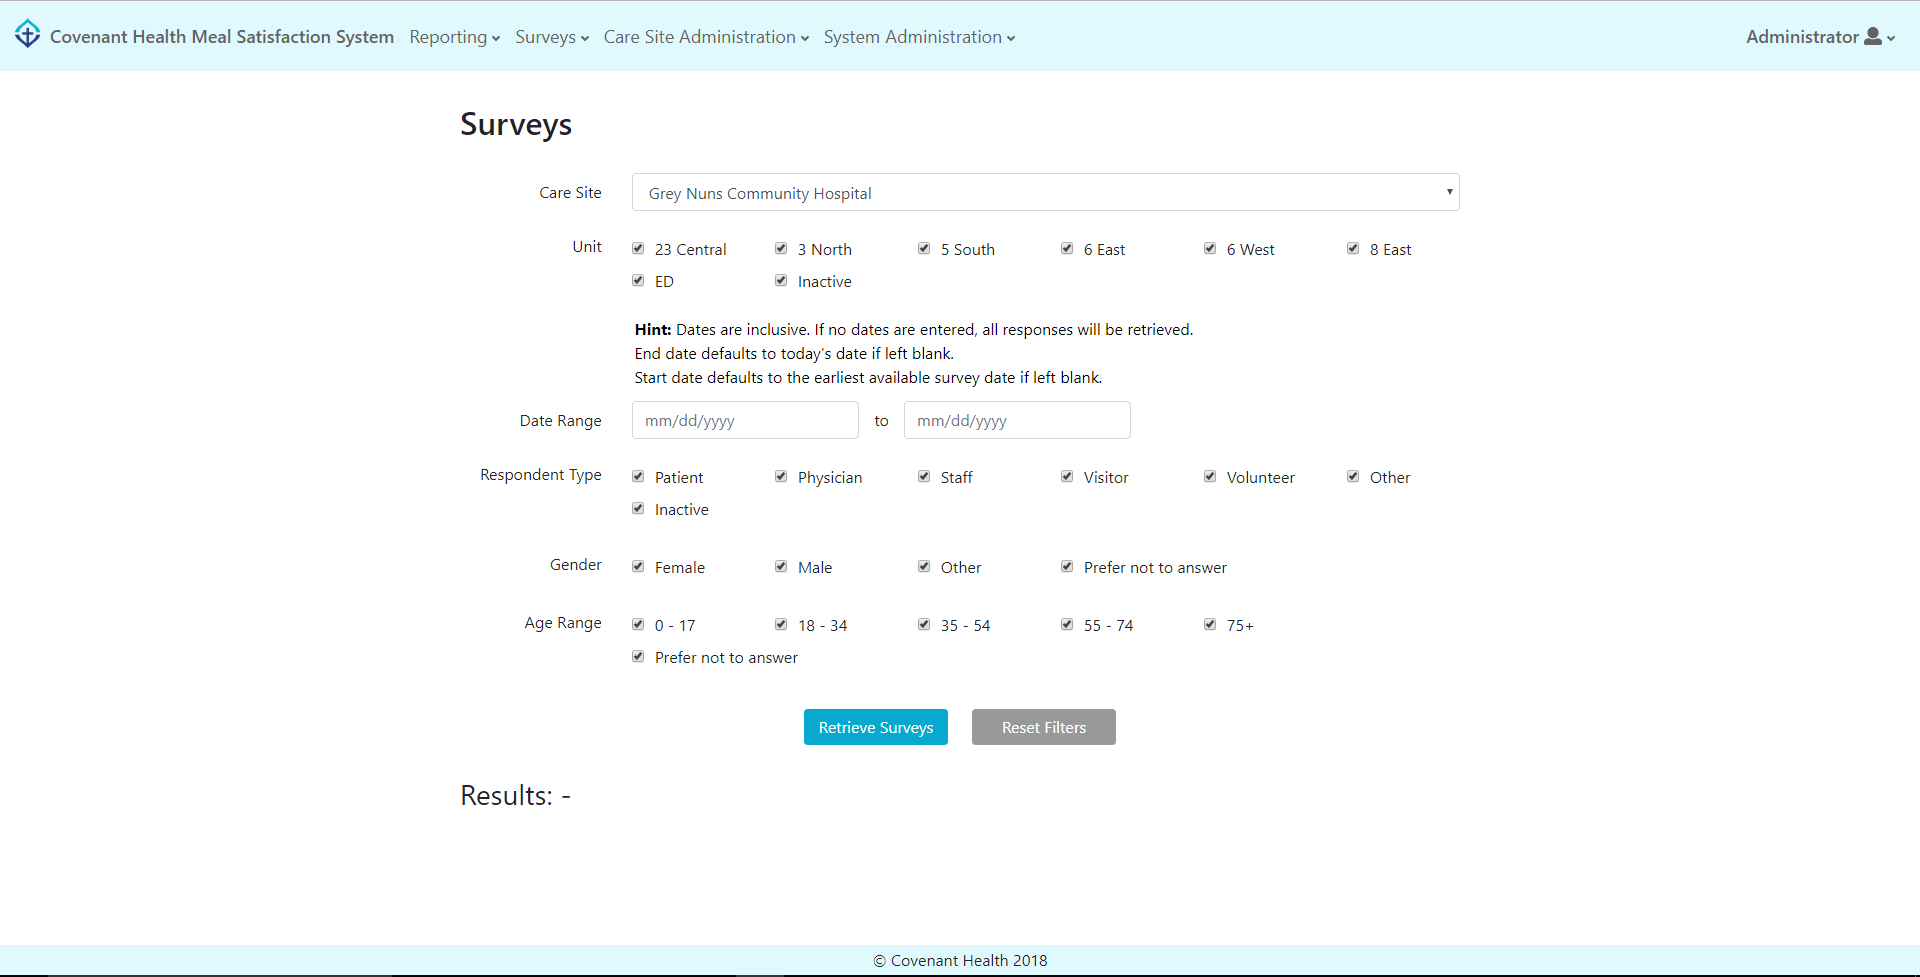 Covenant Health Meal Satisfaction System Reporting Surveys Care Site Administration System Administration Administrator
Surveys
Care Site Grey Nuns Community Hospital
Unit 23 Central 3 North 5 South 6 East 6 West 8 East
ED Inactive
Hint: Dates are inclusive. If no dates are entered, all responses will be retrieved.
End date defaults to today's date if left blank.
Start date defaults to the earliest available survey date if left blank.
Date Range mm/dd/yyyy to mm/dd/yyyy
Respondent Type Patient Physician Staff Visitor Volunteer Other
Inactive
Gender Female Male Other Prefer not to answer
Age Range 0 - 17 18 - 34 35 - 54 55 - 74 75+
Prefer not to answer
Retrieve Surveys Reset Filters
Results: -
© Covenant Health 2018